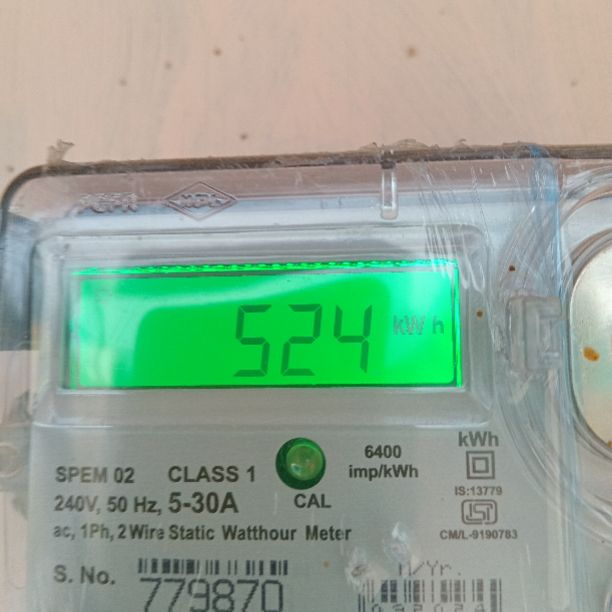 524 kW h
6400
imp/kWh
kWh
SPEM 02 CLASS 1
CAL
IS:13779
240V, 50 Hz, 5-30A
CM/L-9190783
ac, 1Ph, 2 Wire Static Watthour Meter
S. No.
779870
M/Yr.